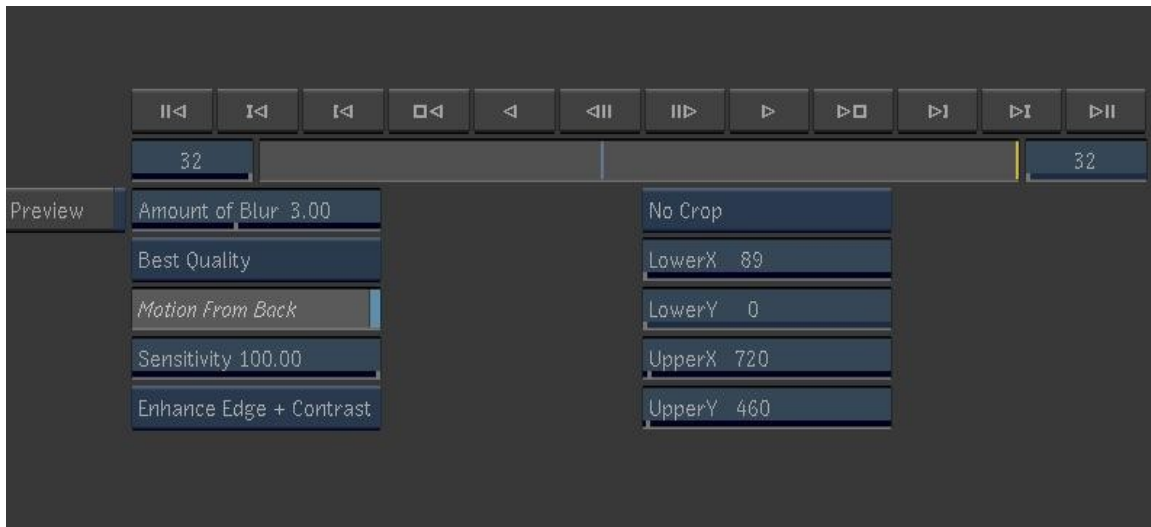 32
32
Preview
Amount of Blur 3.00
No Crop
Best Quality
LowerX 89
Motion From Back
LowerY 0
Sensitivity 100.00
UpperX 720
Enhance Edge + Contrast
UpperY 460